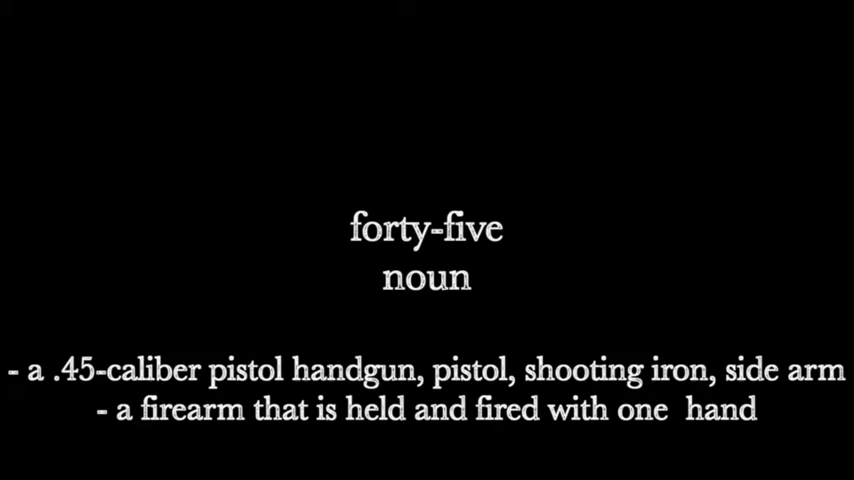 forty-five
noun
- a .45-caliber pistol handgun, pistol, shooting iron, side arm
- a firearm that is held and fired with one  hand